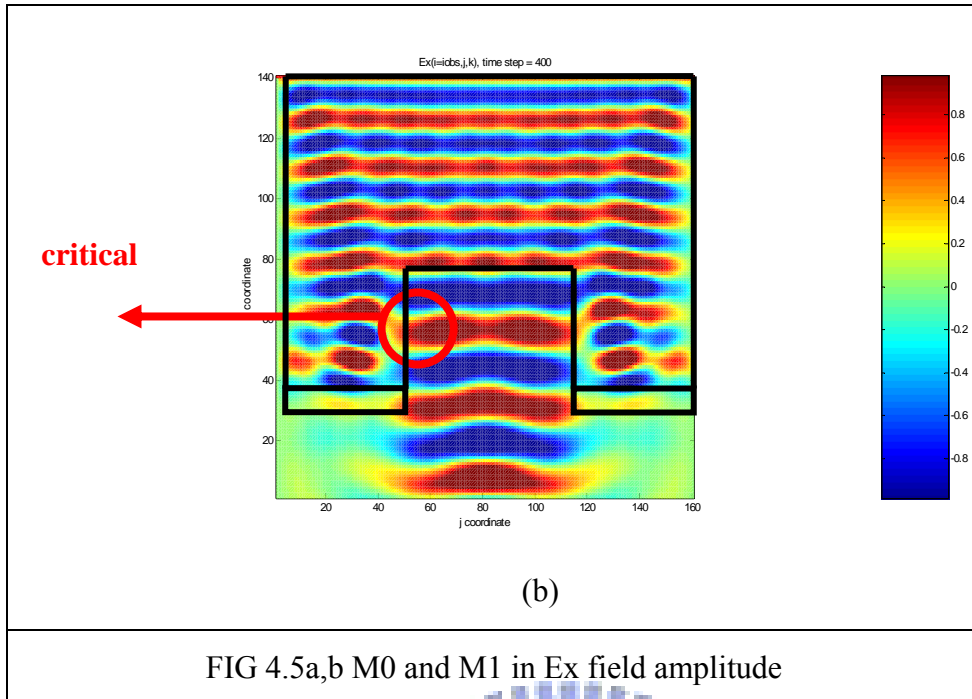 Ex(i=iobs,j,k), time step = 400
140
120
100
80
60
40
20
coordinate
20 40 60 80 100 120 140 160
j coordinate
0.8
0.6
0.4
0.2
0
-0.2
-0.4
-0.6
-0.8
critical
(b)
FIG 4.5a,b M0 and M1 in Ex field amplitude